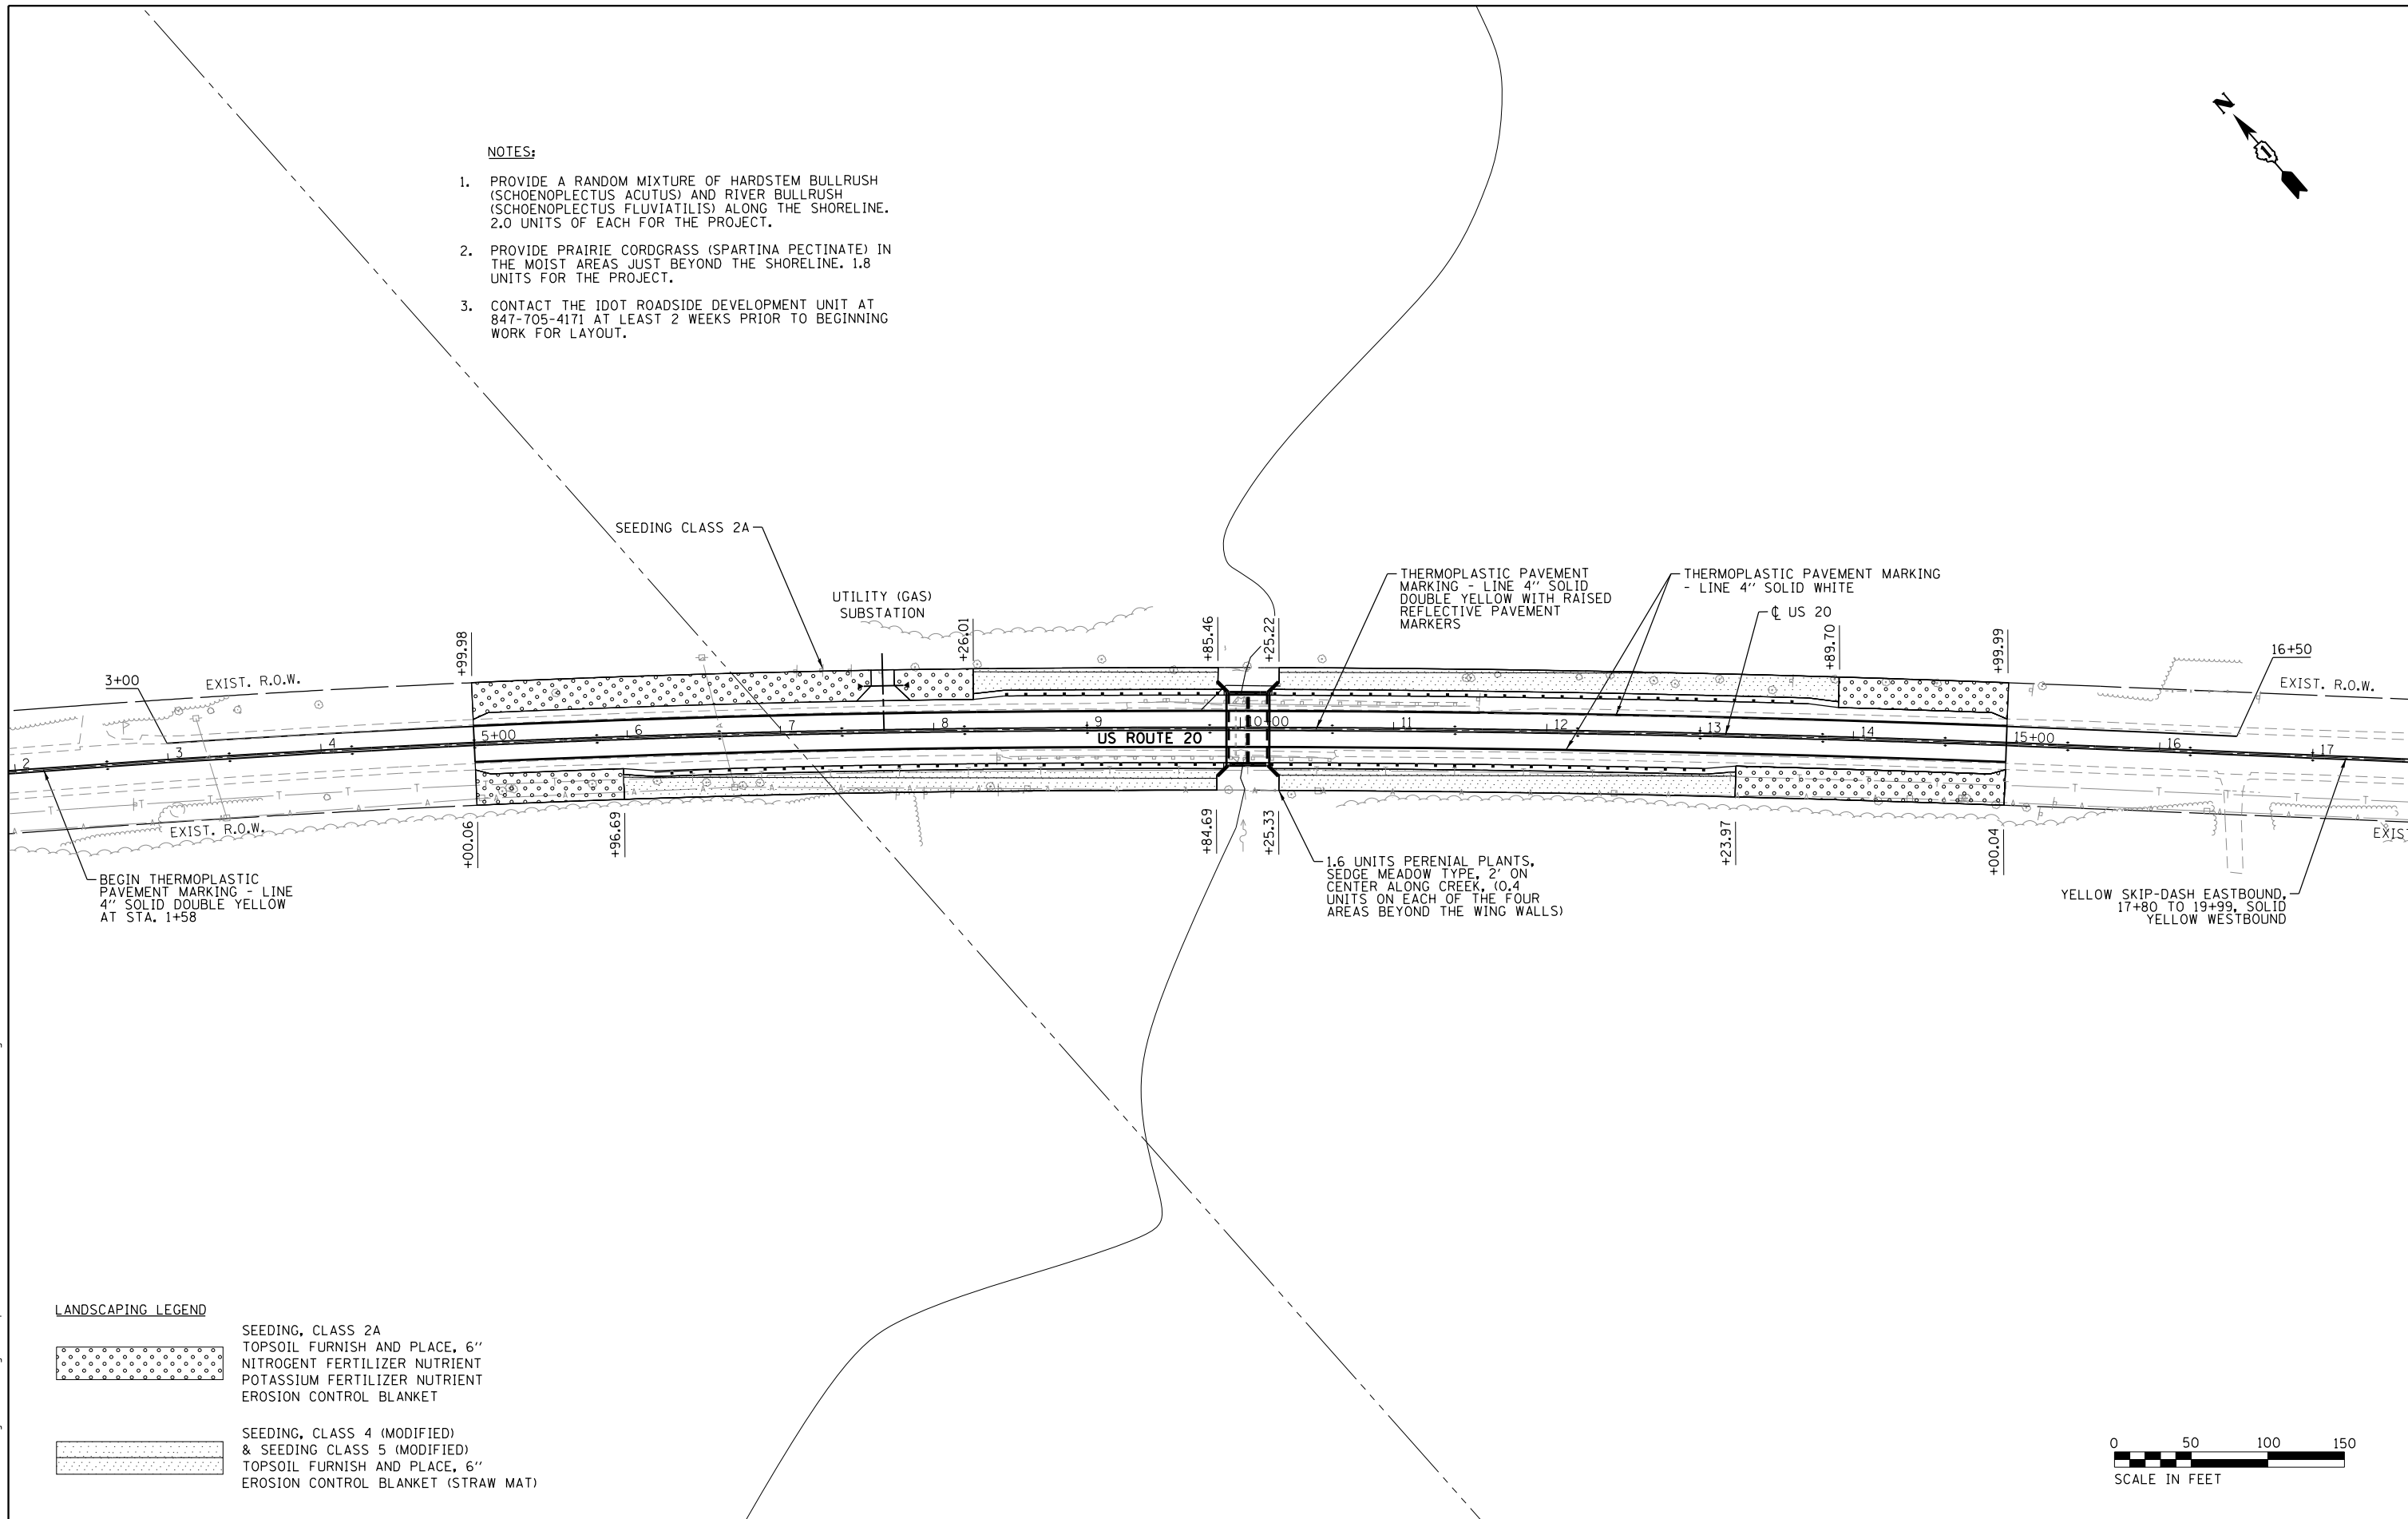 NOTES:
1. PROVIDE A RANDOM MIXTURE OF HARDSTEM BULLRUSH
(SCHOENOPLECTUS ACUTUS) AND RIVER BULLRUSH
(SCHOENOPLECTUS FLUVIATILIS) ALONG THE SHORELINE.
2.0 UNITS OF EACH FOR THE PROJECT.
2. PROVIDE PRAIRIE CORDGRASS (SPARTINA PECTINATE) IN
THE MOIST AREAS JUST BEYOND THE SHORELINE. 1.8
UNITS FOR THE PROJECT.
3. CONTACT THE IDOT ROADSIDE DEVELOPMENT UNIT AT
847-705-4171 AT LEAST 2 WEEKS PRIOR TO BEGINNING
WORK FOR LAYOUT.
N
SEEDING CLASS 2A
UTILITY (GAS)
SUBSTATION
THERMOPLASTIC PAVEMENT
MARKING - LINE 4" SOLID
DOUBLE YELLOW WITH RAISED
REFLECTIVE PAVEMENT
MARKERS
THERMOPLASTIC PAVEMENT MARKING
- LINE 4" SOLID WHITE
℄ US 20
+99.98
+26.01
+85.46
+25.22
+89.70
+99.99
3+00
EXIST. R.O.W.
16+50
EXIST. R.O.W.
2
3
4
5+00
6
7
8
9
10+00
11
12
13
14
15+00
16
17
US ROUTE 20
EXIST. R.O.W.
EXIST
+00.06
+96.69
+84.69
+25.33
+23.97
+00.04
BEGIN THERMOPLASTIC
PAVEMENT MARKING - LINE
4" SOLID DOUBLE YELLOW
AT STA. 1+58
1.6 UNITS PERENIAL PLANTS,
SEDGE MEADOW TYPE, 2' ON
CENTER ALONG CREEK, (0.4
UNITS ON EACH OF THE FOUR
AREAS BEYOND THE WING WALLS)
YELLOW SKIP-DASH EASTBOUND,
17+80 TO 19+99, SOLID
YELLOW WESTBOUND
LANDSCAPING LEGEND
SEEDING, CLASS 2A
TOPSOIL FURNISH AND PLACE, 6"
NITROGENT FERTILIZER NUTRIENT
POTASSIUM FERTILIZER NUTRIENT
EROSION CONTROL BLANKET
SEEDING, CLASS 4 (MODIFIED)
& SEEDING CLASS 5 (MODIFIED)
TOPSOIL FURNISH AND PLACE, 6"
EROSION CONTROL BLANKET (STRAW MAT)
0 50 100 150
SCALE IN FEET